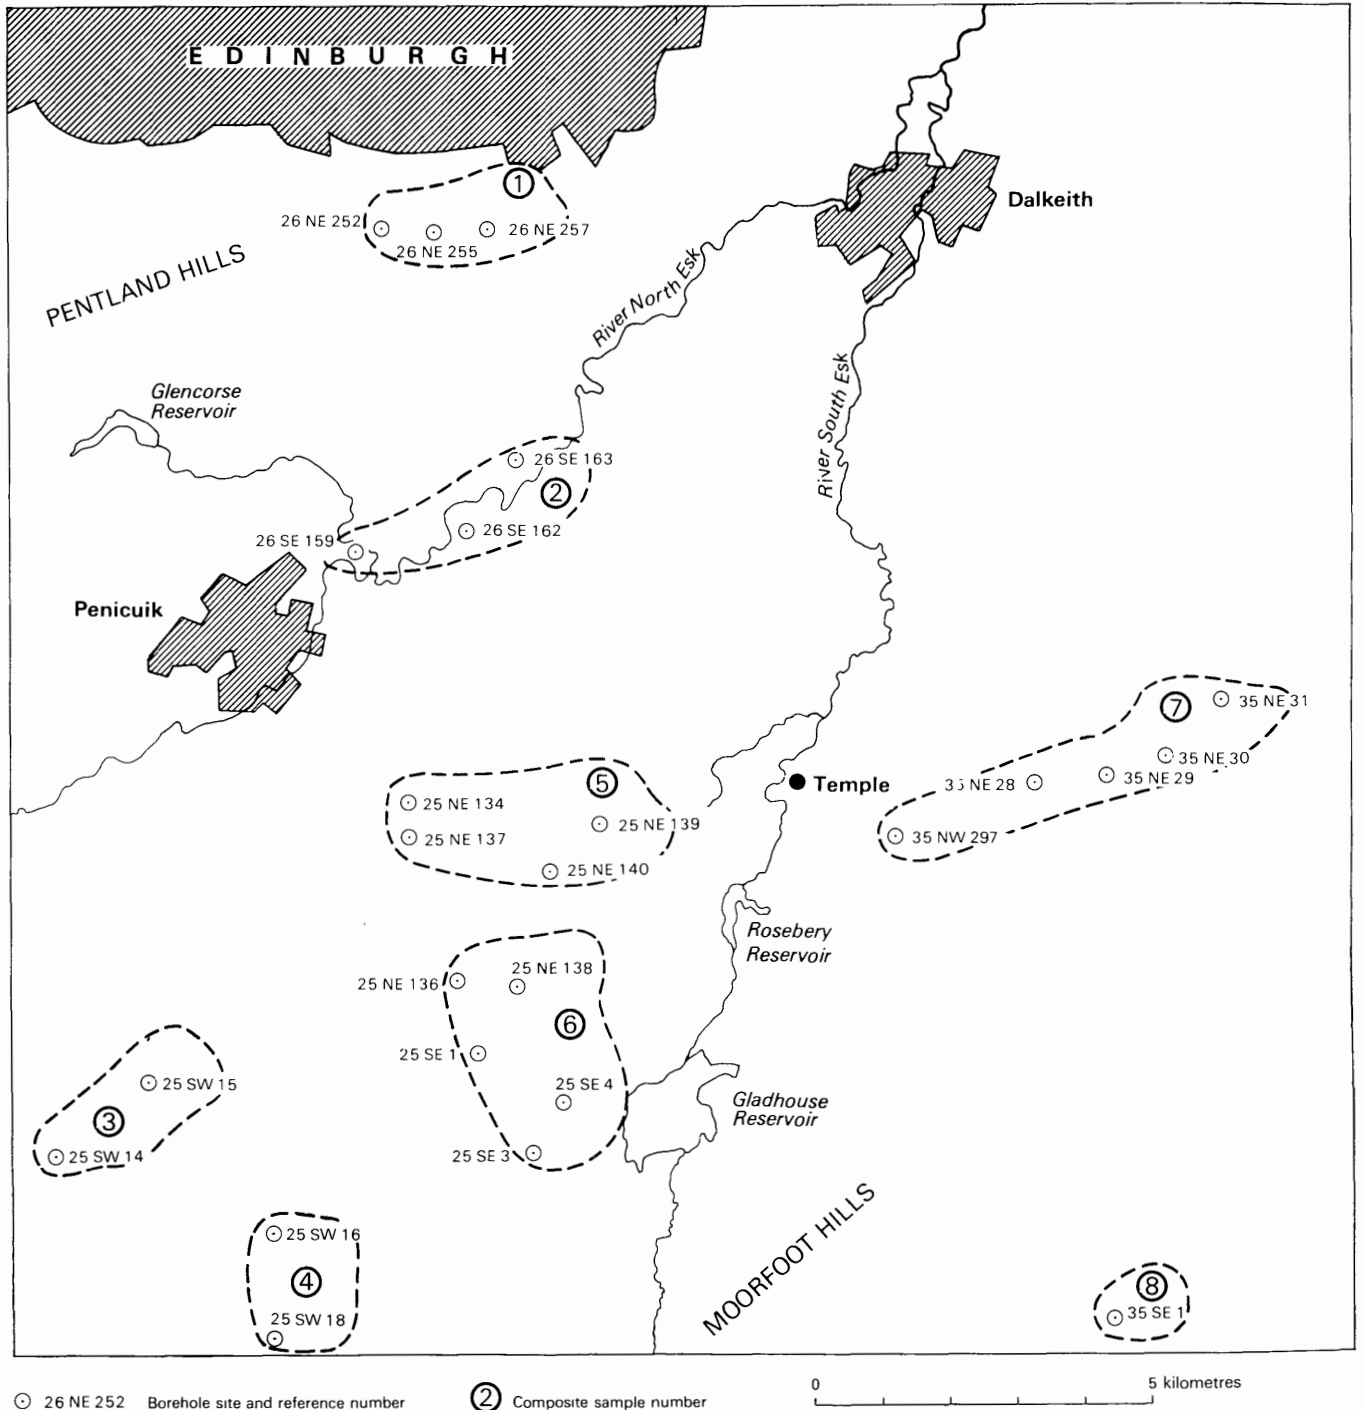 EDINBURGH
1
26 NE 252
26 NE 255
26 NE 257
Dalkeith
PENTLAND HILLS
River North Esk
Glencorse
Reservoir
River South Esk
26 SE 163
2
26 SE 162
26 SE 159
Penicuik
7
35 NE 31
35 NE 30
35 NE 29
35 NE 28
35 NW 297
5
25 NE 134
25 NE 137
25 NE 139
25 NE 140
Temple
Rosebery
Reservoir
25 NE 138
25 NE 136
6
25 SE 1
25 SE 4
25 SE 3
Gladhouse
Reservoir
25 SW 15
3
25 SW 14
25 SW 16
4
25 SW 18
MOORFOOT HILLS
8
35 SE 1
26 NE 252 Borehole site and reference number
2 Composite sample number
0 5 kilometres